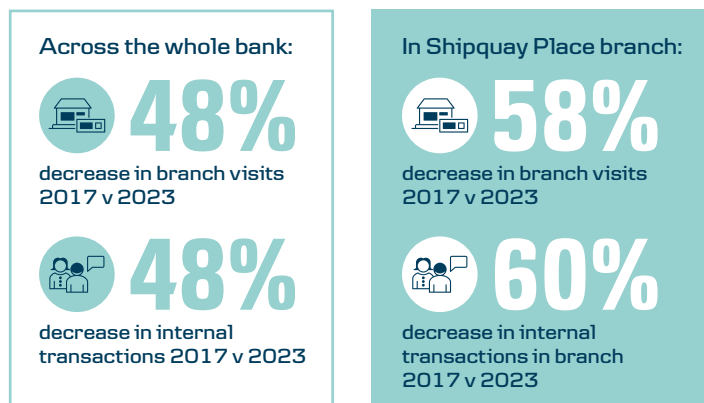 Across the whole bank:
48%
decrease in branch visits
2017 v 2023
48%
decrease in internal
transactions 2017 v 2023
In Shipquay Place branch:
58%
decrease in branch visits
2017 v 2023
60%
decrease in internal
transactions in branch
2017 v 2023